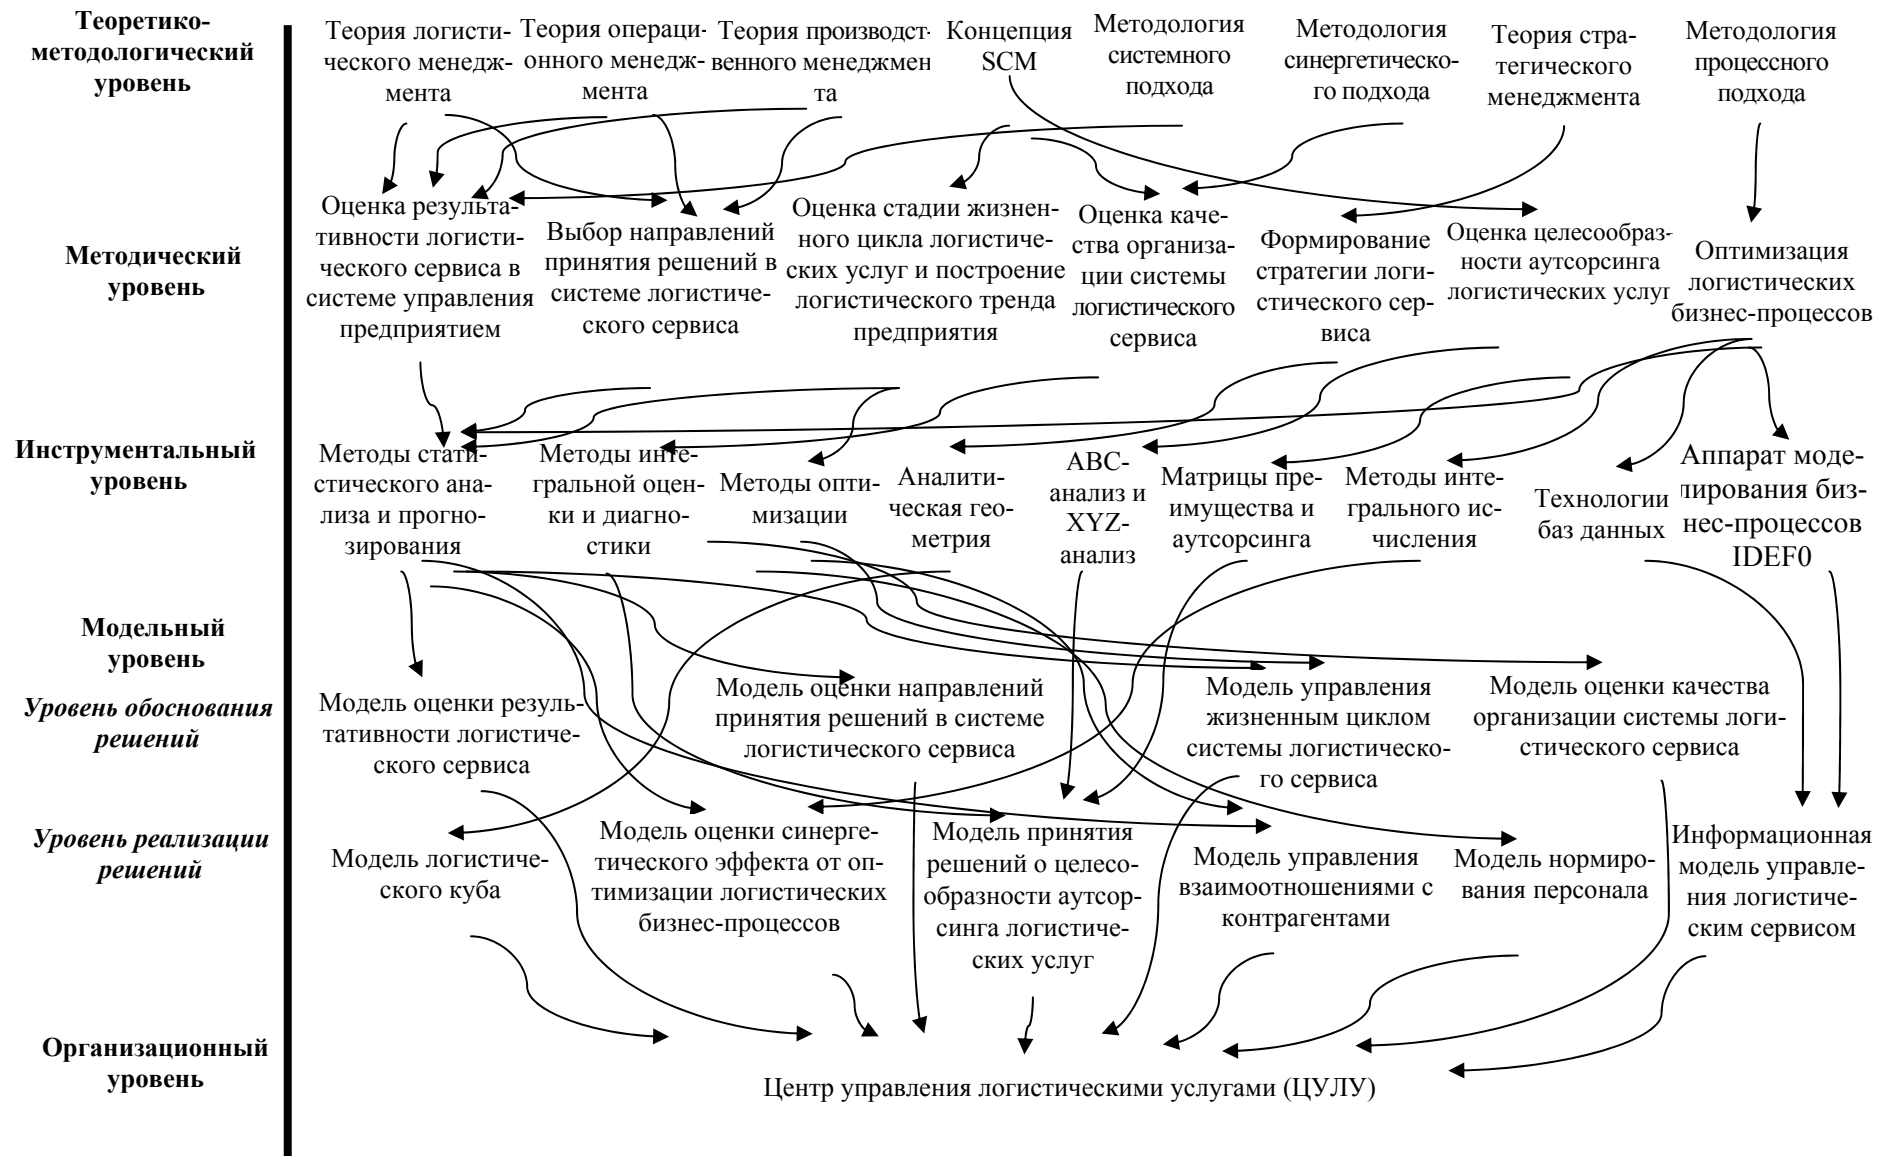 Теоретико-
методологический
уровень
Теория логисти-
ческого менедж-
мента
Теория операци-
онного менедж-
мента
Теория производст-
венного менеджмен
та
Концепция
SCM
Методология
системного
подхода
Методология
синергетическо-
го подхода
Теория стра-
тегического
менеджмента
Методология
процессного
подхода
Методический
уровень
Оценка результа-
тивности логисти-
ческого сервиса в
системе управления
предприятием
Выбор направлений
принятия решений в
системе логистиче-
ского сервиса
Оценка стадии жизнен-
ного цикла логистиче-
ских услуг и построение
логистического тренда
предприятия
Оценка каче-
ства организа-
ции системы
логистического
сервиса
Формирование
стратегии логи-
стического сер-
виса
Оценка целесообраз-
ности аутсорсинга
логистических услуг
Оптимизация
логистических
бизнес-процессов
Инструментальный
уровень
Методы стати-
стического ана-
лиза и прогно-
зирования
Методы инте-
гральной оцен-
ки и диагно-
стики
Методы опти-
мизации
Аналити-
ческая гео-
метрия
АВС-
анализ и
XYZ-
анализ
Матрицы пре-
имущества и
аутсорсинга
Методы инте-
грального ис-
числения
Технологии
баз данных
Аппарат моде-
лирования биз-
нес-процессов
IDEF0
Модельный
уровень
Уровень обоснования
решений
Модель оценки резуль-
тативности логистиче-
ского сервиса
Модель оценки направлений
принятия решений в системе
логистического сервиса
Модель управления
жизненным циклом
системы логистическо-
го сервиса
Модель оценки качества
организации системы логи-
стического сервиса
Уровень реализации
решений
Модель логистиче-
ского куба
Модель оценки синерге-
тического эффекта от оп-
тимизации логистических
бизнес-процессов
Модель принятия
решений о целесо-
образности аутсор-
синга логистиче-
ских услуг
Модель управления
взаимоотношениями с
контрагентами
Модель нормиро-
вания персонала
Информационная
модель управле-
ния логистиче-
ским сервисом
Организационный
уровень
Центр управления логистическими услугами (ЦУЛУ)